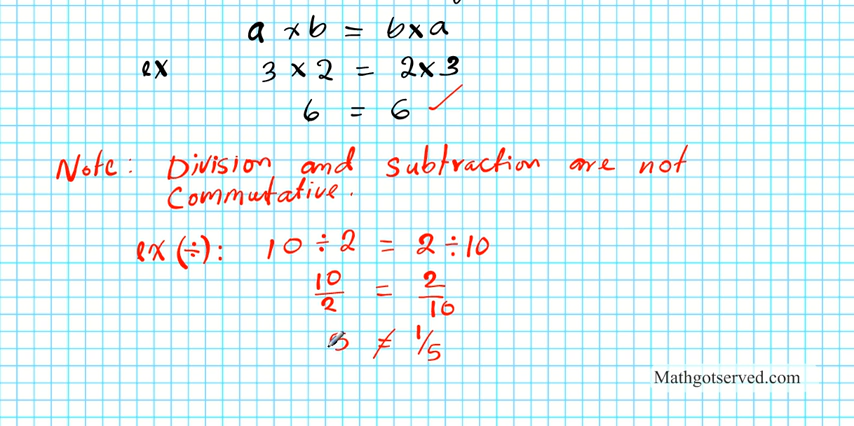 a × b = b × a
ex 3 × 2 = 2 × 3
6 = 6 ✓
Note: Division and subtraction are not
Commutative.
ex (÷): 10 ÷ 2 = 2 ÷ 10
10/2 = 2/10
5 ≠ 1/5
Mathgotserved.com